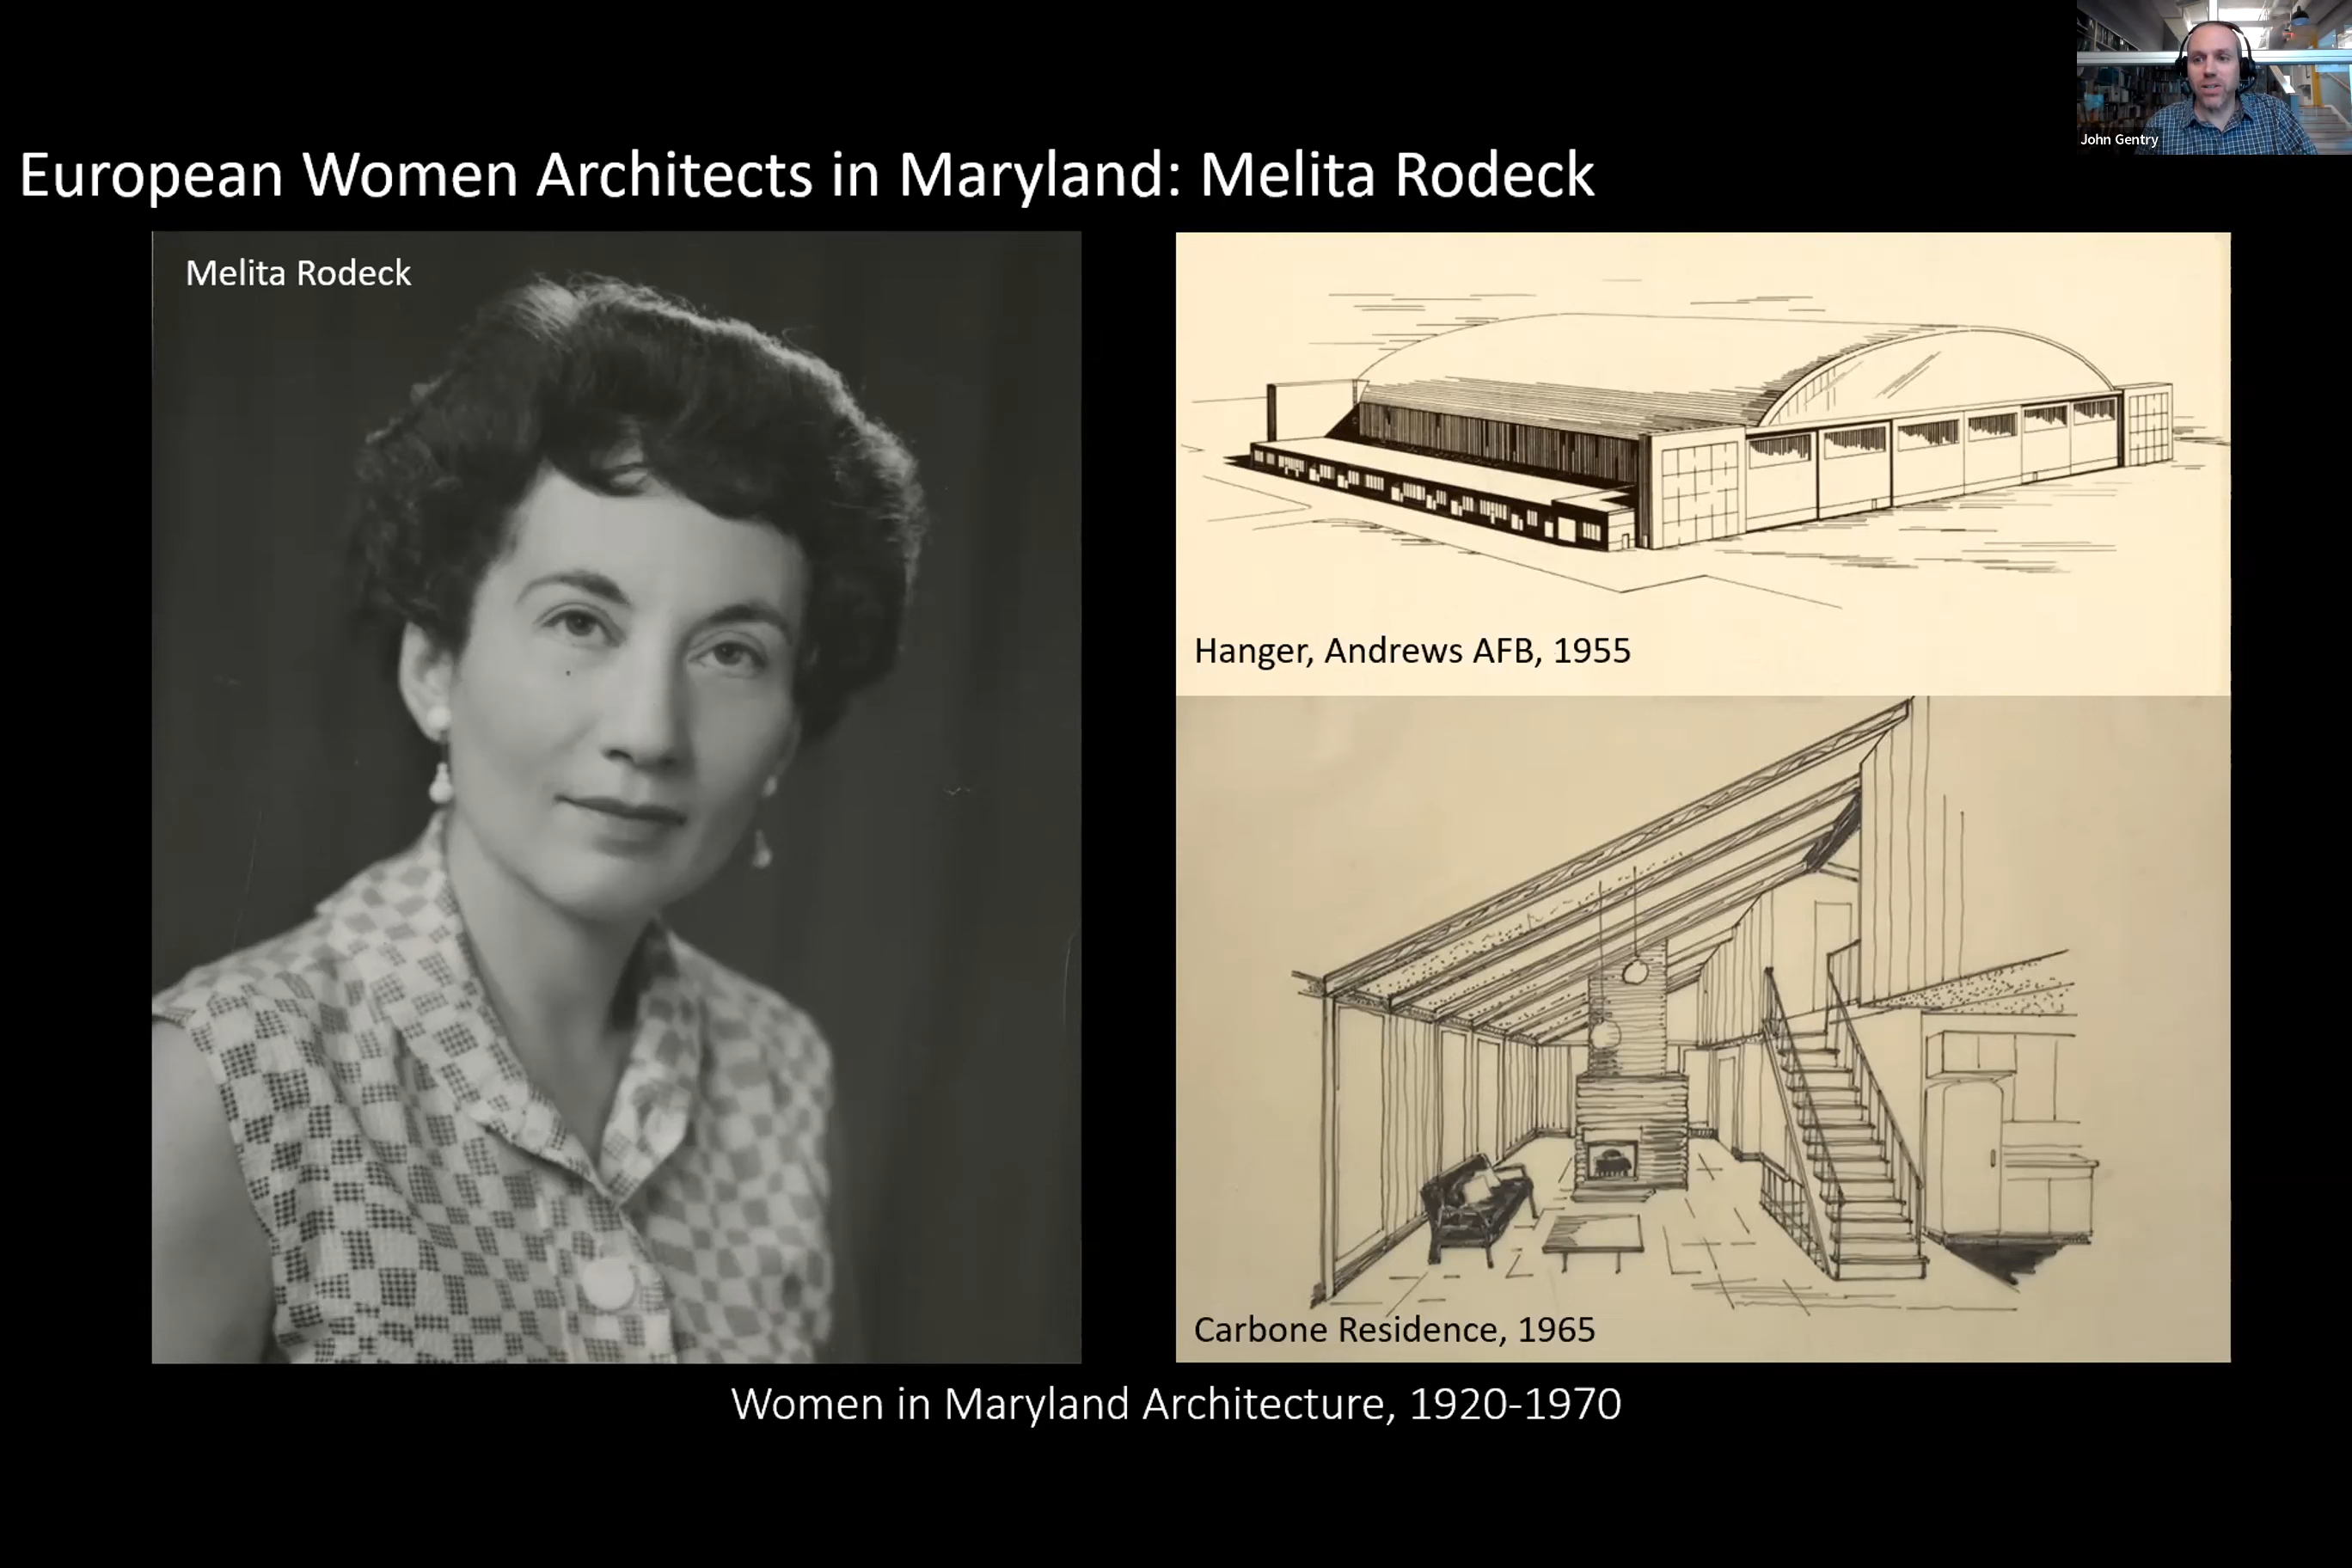 John Gentry
European Women Architects in Maryland: Melita Rodeck
Melita Rodeck
Hanger, Andrews AFB, 1955
Carbone Residence, 1965
Women in Maryland Architecture, 1920-1970